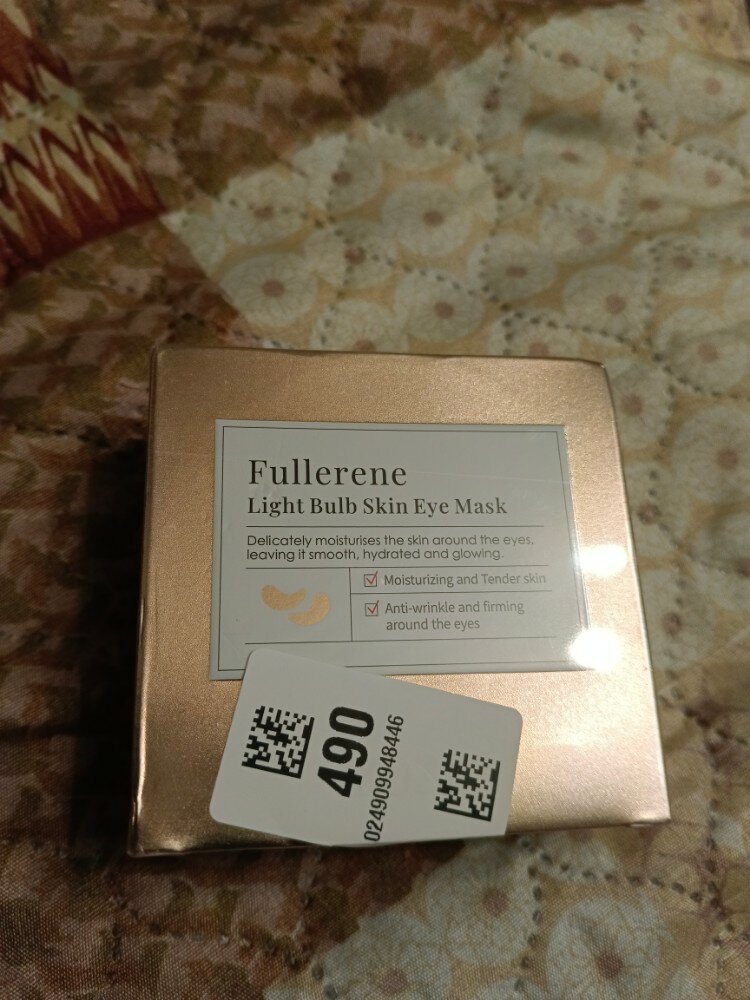 Fullerene
Light Bulb Skin Eye Mask
Delicately moisturises the skin around the eyes,
leaving it smooth, hydrated and glowing.
Moisturizing and Tender skin
Anti-wrinkle and firming
around the eyes
490
024909948446